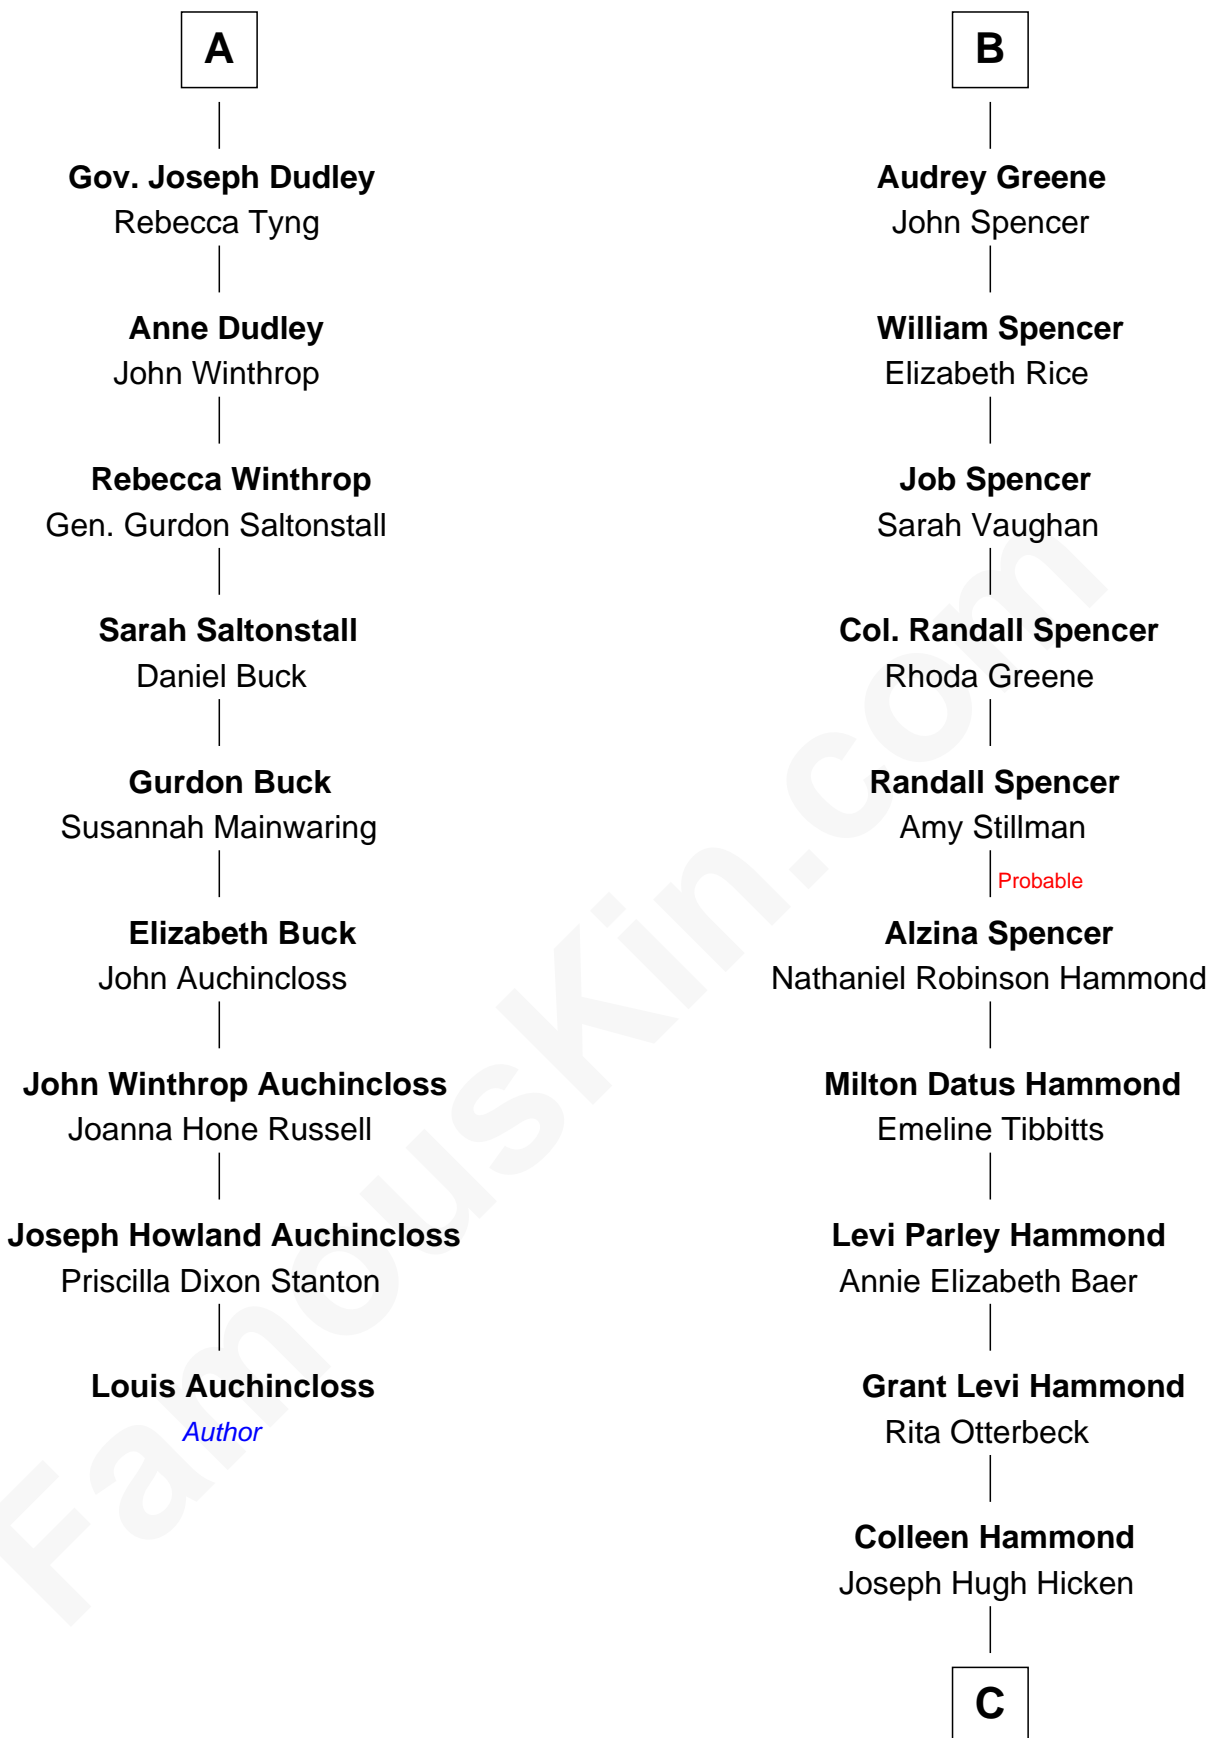 A
Gov. Joseph Dudley
Rebecca Tyng
Anne Dudley
John Winthrop
Rebecca Winthrop
Gen. Gurdon Saltonstall
Sarah Saltonstall
Daniel Buck
Gurdon Buck
Susannah Mainwaring
Elizabeth Buck
John Auchincloss
John Winthrop Auchincloss
Joanna Hone Russell
Joseph Howland Auchincloss
Priscilla Dixon Stanton
Louis Auchincloss
Author
B
Audrey Greene
John Spencer
William Spencer
Elizabeth Rice
Job Spencer
Sarah Vaughan
Col. Randall Spencer
Rhoda Greene
Randall Spencer
Amy Stillman
Probable
Alzina Spencer
Nathaniel Robinson Hammond
Milton Datus Hammond
Emeline Tibbitts
Levi Parley Hammond
Annie Elizabeth Baer
Grant Levi Hammond
Rita Otterbeck
Colleen Hammond
Joseph Hugh Hicken
C
FamousKin.com